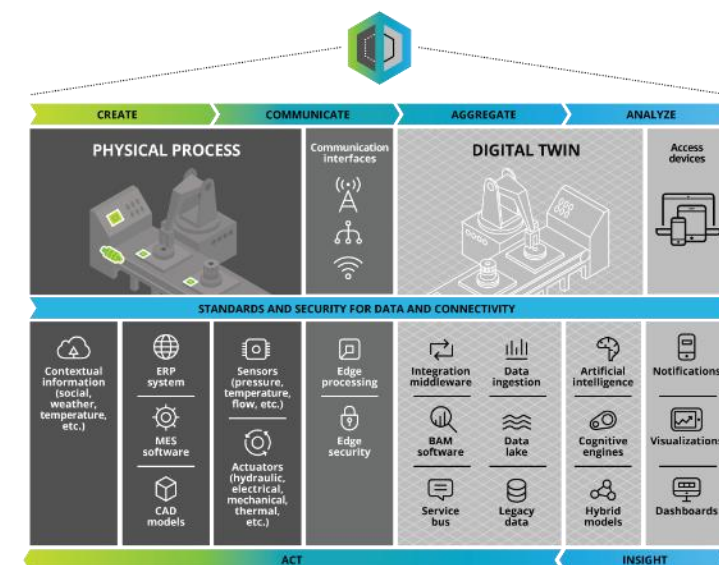 CREATE
COMMUNICATE
AGGREGATE
ANALYZE
PHYSICAL PROCESS
Communication
interfaces
DIGITAL TWIN
Access
devices
STANDARDS AND SECURITY FOR DATA AND CONNECTIVITY
Contextual
information
(social,
weather,
temperature,
etc.)
ERP
system
MES
software
CAD
models
Sensors
(pressure,
temperature,
flow, etc.)
Actuators
(hydraulic,
electrical,
mechanical,
thermal,
etc.)
Edge
processing
Edge
security
Integration
middleware
BAM
software
Service
bus
Data
ingestion
Data
lake
Legacy
data
Artificial
intelligence
Cognitive
engines
Hybrid
models
Notifications
Visualizations
Dashboards
ACT
INSIGHT